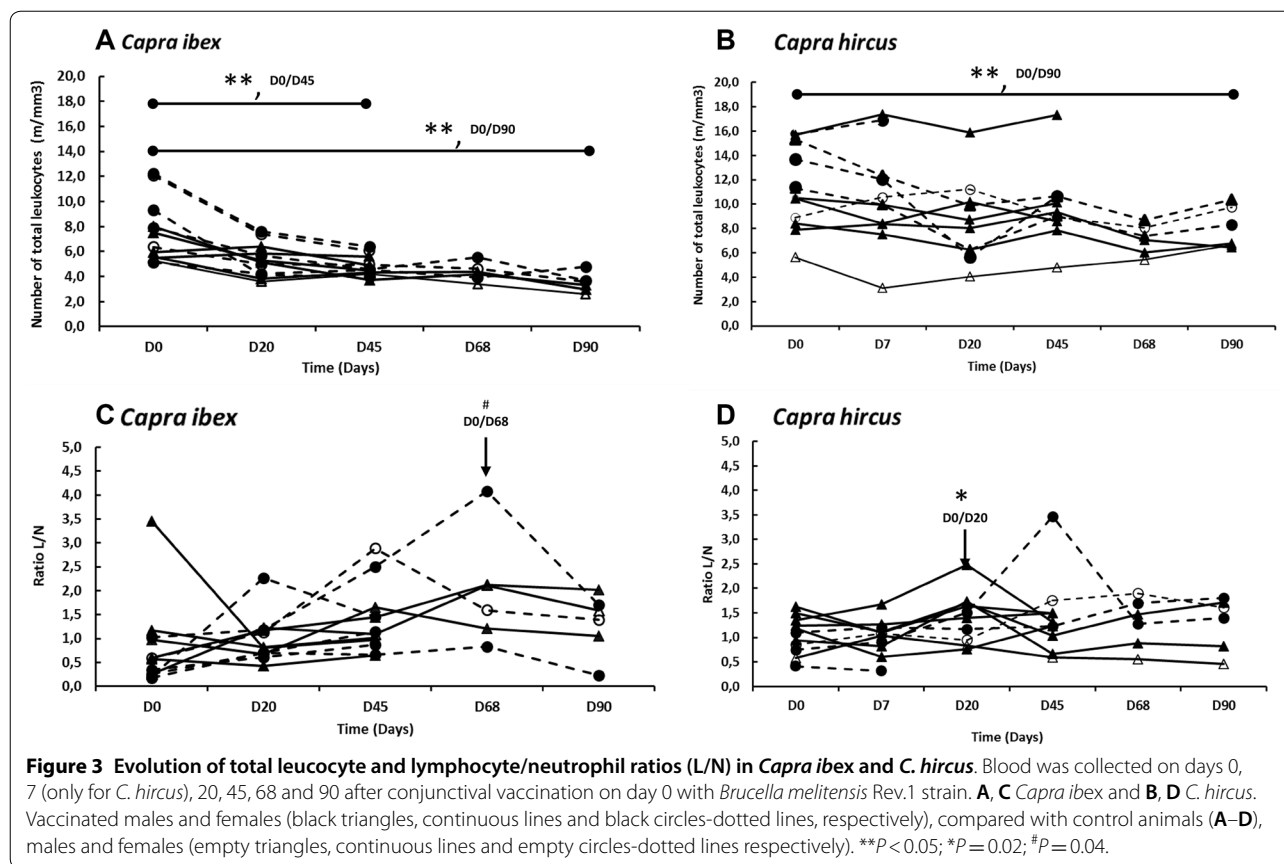 A Capra ibex
**, D0/D45
**, D0/D90
Number of total leukocytes (m/mm3)
20,0
18,0
16,0
14,0
12,0
10,0
8,0
6,0
4,0
2,0
0,0
D0 D20 D45 D68 D90
Time (Days)
B Capra hircus
**, D0/D90
Number of total leukocytes (m/mm3)
20,0
18,0
16,0
14,0
12,0
10,0
8,0
6,0
4,0
2,0
0,0
D0 D7 D20 D45 D68 D90
Time (Days)
C Capra ibex
#
D0/D68
Ratio L/N
5,0
4,5
4,0
3,5
3,0
2,5
2,0
1,5
1,0
0,5
0,0
D0 D20 D45 D68 D90
Time (Days)
D Capra hircus
*
D0/D20
Ratio L/N
5,0
4,5
4,0
3,5
3,0
2,5
2,0
1,5
1,0
0,5
0,0
D0 D7 D20 D45 D68 D90
Time (Days)
Figure 3 Evolution of total leucocyte and lymphocyte/neutrophil ratios (L/N) in Capra ibex and C. hircus. Blood was collected on days 0,
7 (only for C. hircus), 20, 45, 68 and 90 after conjunctival vaccination on day 0 with Brucella melitensis Rev.1 strain. A, C Capra ibex and B, D C. hircus.
Vaccinated males and females (black triangles, continuous lines and black circles-dotted lines, respectively), compared with control animals (A–D),
males and females (empty triangles, continuous lines and empty circles-dotted lines respectively). **P < 0.05; *P = 0.02; #P = 0.04.